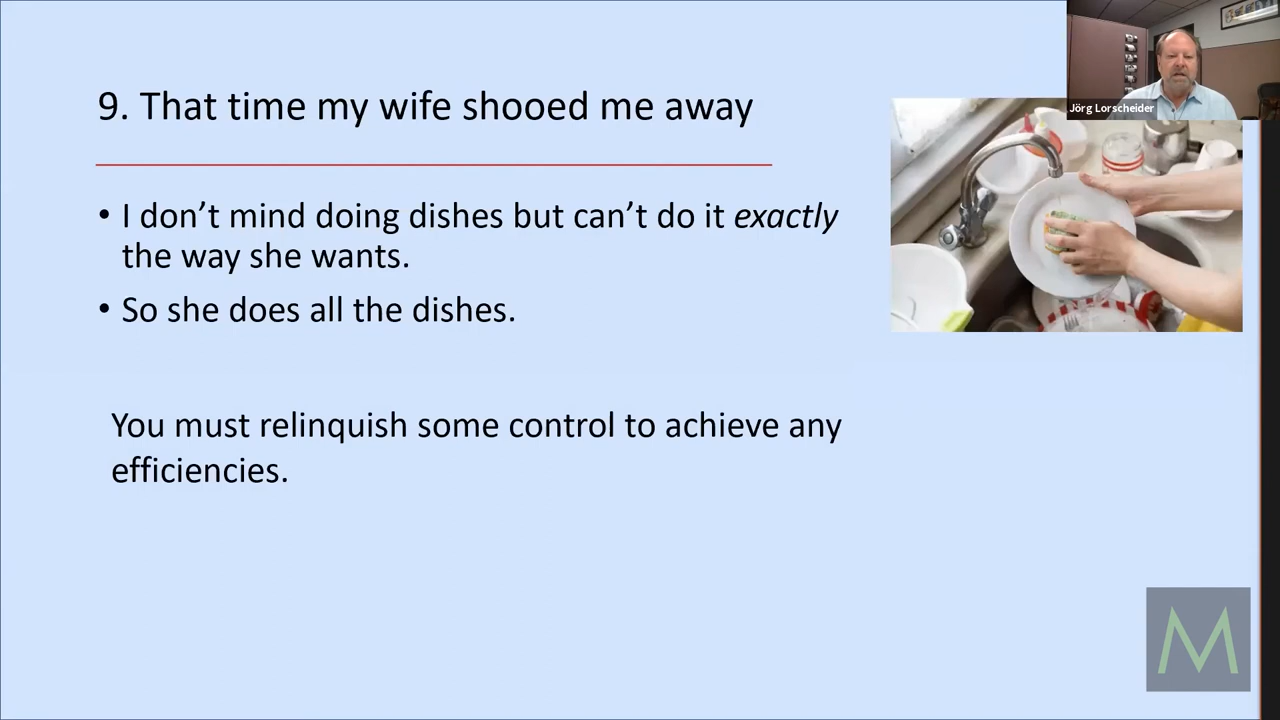 Jörg Lorscheider
9. That time my wife shooed me away
• I don’t mind doing dishes but can’t do it exactly
the way she wants.
• So she does all the dishes.
You must relinquish some control to achieve any
efficiencies.
M